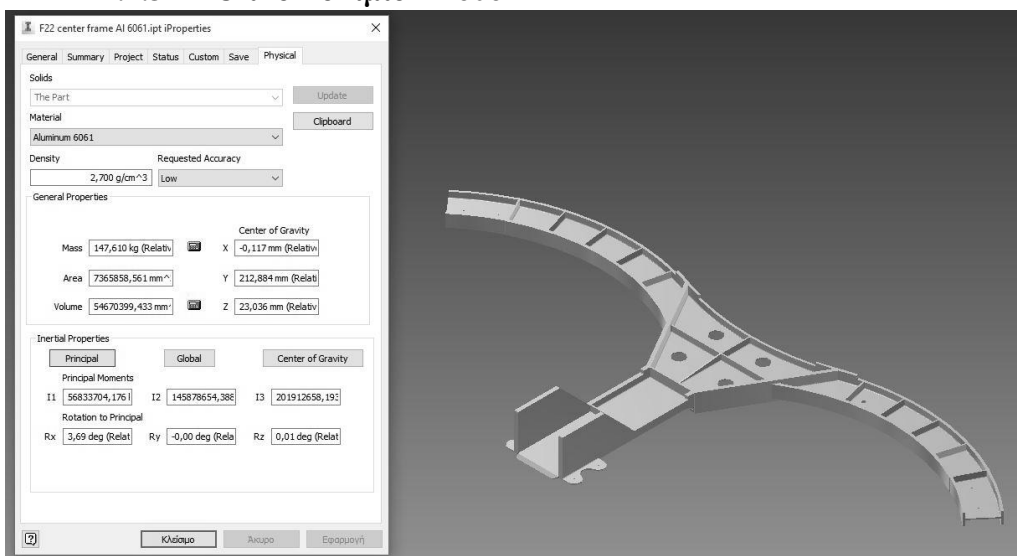 F22 center frame Al 6061.ipt iProperties
General Summary Project Status Custom Save Physical
Solids
The Part
Update
Material
Clipboard
Aluminum 6061
Density Requested Accuracy
2,700 g/cm^3 Low
General Properties
Center of Gravity
Mass 147,610 kg (Relativ X -0,117 mm (Relativ
Area 7365858,561 mm^ Y 212,884 mm (Relati
Volume 54670399,433 mm Z 23,036 mm (Relativ
Inertial Properties
Principal Global Center of Gravity
Principal Moments
I1 56833704,176 I2 145878654,388 I3 201912658,193
Rotation to Principal
Rx 3,69 deg (Relat Ry -0,00 deg (Rela Rz 0,01 deg (Relat
Κλείσιμο Άκυρο Εφαρμογή